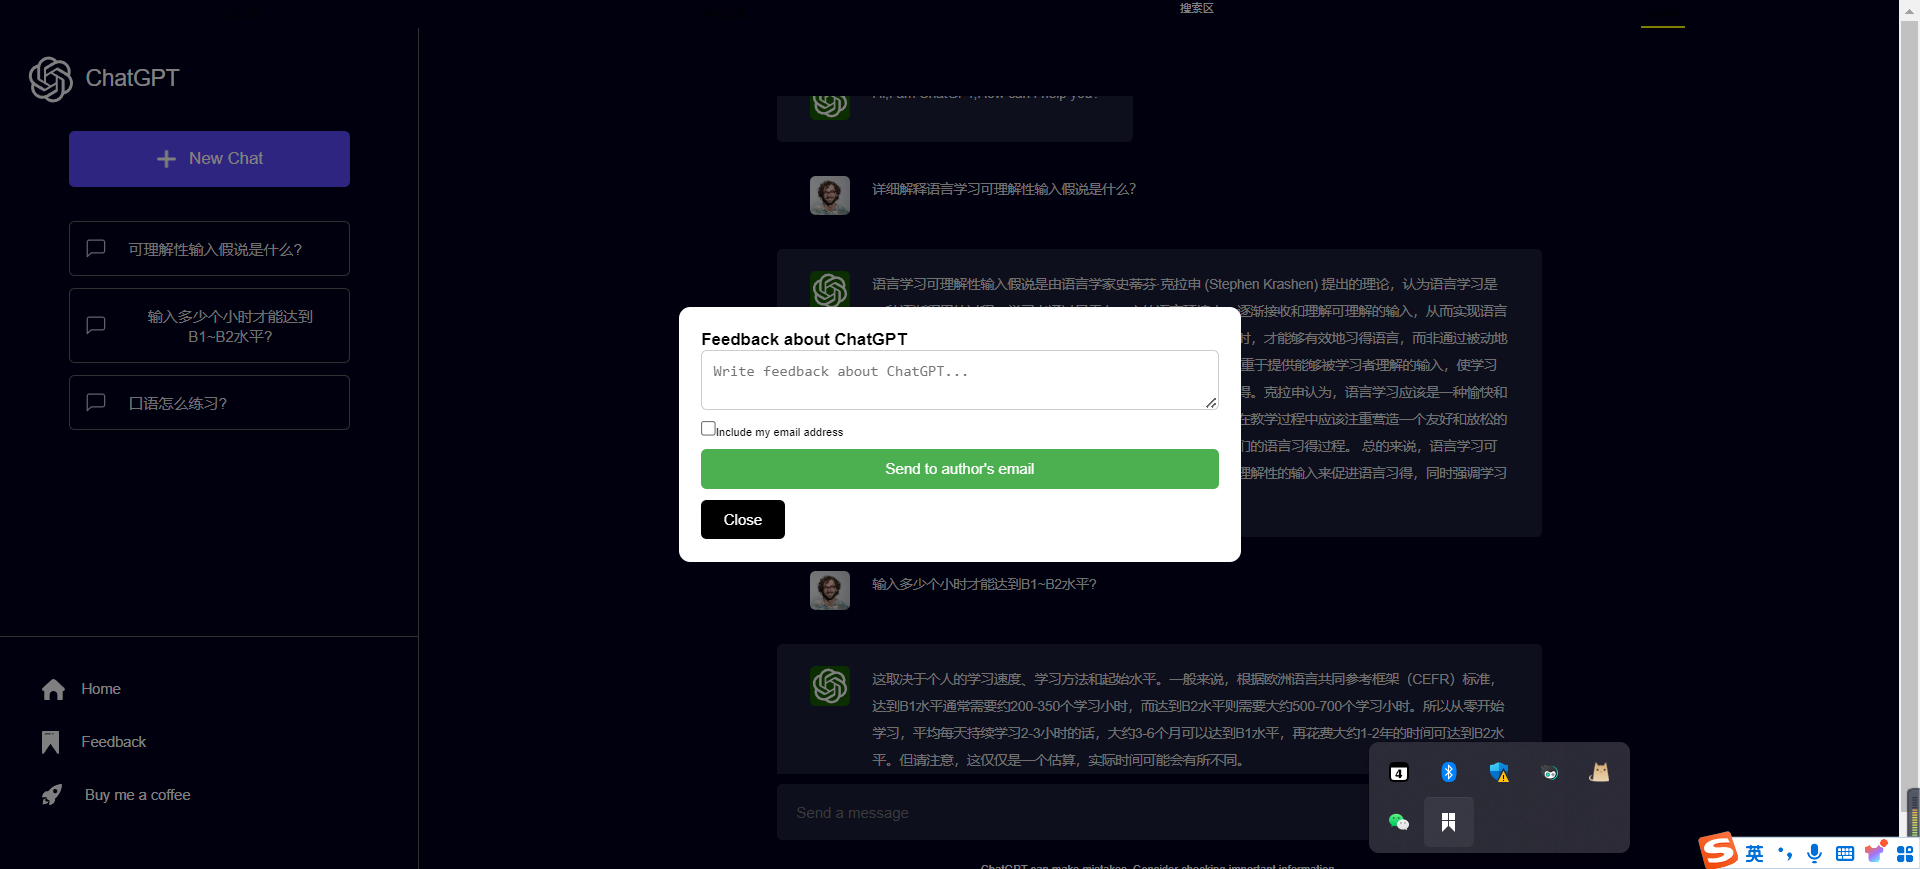 搜索区
ChatGPT
New Chat
可理解性输入假说是什么?
输入多少个小时才能达到
B1~B2水平?
口语怎么练习?
Home
Feedback
Buy me a coffee
详细解释语言学习可理解性输入假说是什么?
语言学习可理解性输入假说是由语言学家史蒂芬·克拉申 (Stephen Krashen) 提出的理论，认为语言学习是
逐渐接收和理解可理解的输入，从而实现语言
时，才能够有效地习得语言，而非通过被动地
重于提供能够被学习者理解的输入，使学习
得。克拉申认为，语言学习应该是一种愉快和
在教学过程中应该注重营造一个友好和放松的
们的语言习得过程。 总的来说，语言学习可
理解性的输入来促进语言习得，同时强调学习
Feedback about ChatGPT
Write feedback about ChatGPT...
Include my email address
Send to author's email
Close
输入多少个小时才能达到B1~B2水平?
这取决于个人的学习速度、学习方法和起始水平。一般来说，根据欧洲语言共同参考框架（CEFR）标准，
达到B1水平通常需要约200-350个学习小时，而达到B2水平则需要大约500-700个学习小时。所以从零开始
学习，平均每天持续学习2-3小时的话，大约3-6个月可以达到B1水平，再花费大约1-2年的时间可达到B2水
平。但请注意，这仅仅是一个估算，实际时间可能会有所不同。
Send a message
ChatGPT can make mistakes. Consider checking important information.
4
英